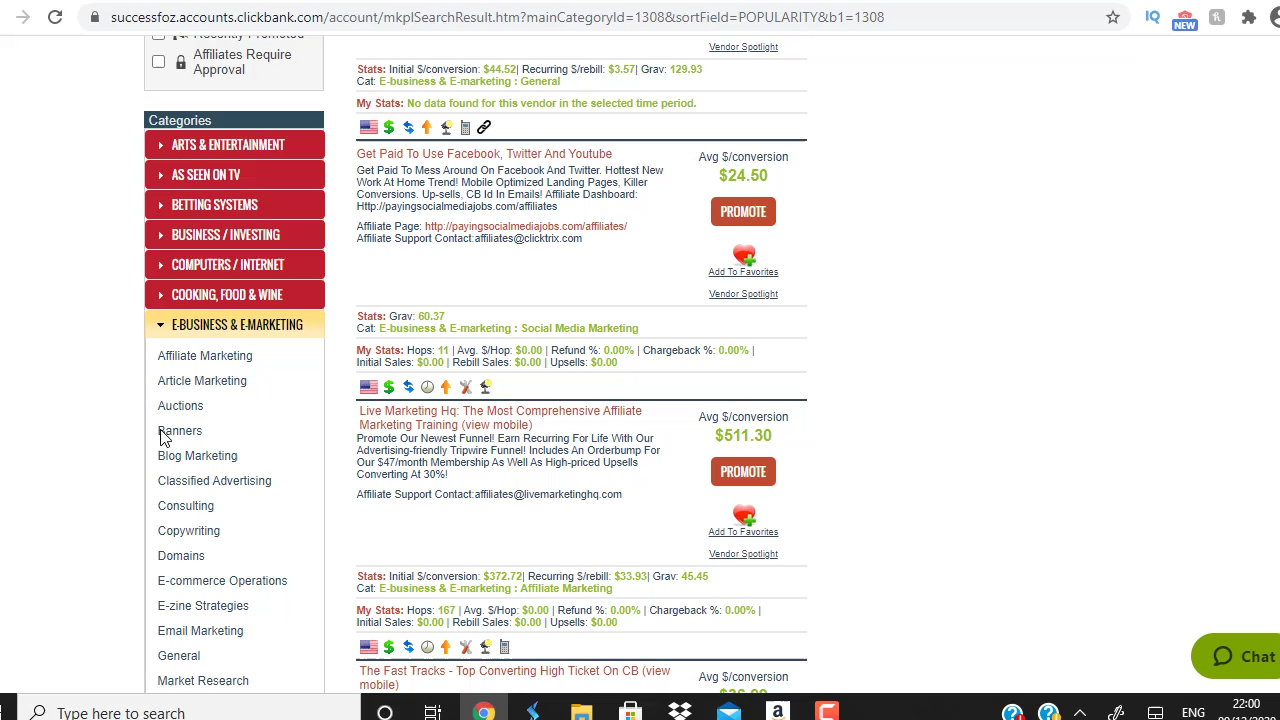 successfoz.accounts.clickbank.com/account/mkplSearchResult.htm?mainCategoryId=1308&sortField=POPULARITY&b1=1308
IQ
NEW
Recently Promoted
Affiliates Require
Approval
Categories
ARTS & ENTERTAINMENT
AS SEEN ON TV
BETTING SYSTEMS
BUSINESS / INVESTING
COMPUTERS / INTERNET
COOKING, FOOD & WINE
E-BUSINESS & E-MARKETING
Affiliate Marketing
Article Marketing
Auctions
Banners
Blog Marketing
Classified Advertising
Consulting
Copywriting
Domains
E-commerce Operations
E-zine Strategies
Email Marketing
General
Market Research
Vendor Spotlight
Stats: Initial $/conversion: $44.52| Recurring $/rebill: $3.57| Grav: 129.93
Cat: E-business & E-marketing : General
My Stats: No data found for this vendor in the selected time period.
Get Paid To Use Facebook, Twitter And Youtube
Get Paid To Mess Around On Facebook And Twitter. Hottest New
Work At Home Trend! Mobile Optimized Landing Pages, Killer
Conversions. Up-sells, CB Id In Emails! Affiliate Dashboard:
Http://payingsocialmediajobs.com/affiliates
Affiliate Page: http://payingsocialmediajobs.com/affiliates/
Affiliate Support Contact:affiliates@clicktrix.com
Avg $/conversion
$24.50
PROMOTE
Add To Favorites
Vendor Spotlight
Stats: Grav: 60.37
Cat: E-business & E-marketing : Social Media Marketing
My Stats: Hops: 11 | Avg. $/Hop: $0.00 | Refund %: 0.00% | Chargeback %: 0.00% |
Initial Sales: $0.00 | Rebill Sales: $0.00 | Upsells: $0.00
Live Marketing Hq: The Most Comprehensive Affiliate
Marketing Training (view mobile)
Promote Our Newest Funnel! Earn Recurring For Life With Our
Advertising-friendly Tripwire Funnel! Includes An Orderbump For
Our $47/month Membership As Well As High-priced Upsells
Converting At 30%!
Affiliate Support Contact:affiliates@livemarketinghq.com
Avg $/conversion
$511.30
PROMOTE
Add To Favorites
Vendor Spotlight
Stats: Initial $/conversion: $372.72| Recurring $/rebill: $33.93| Grav: 45.45
Cat: E-business & E-marketing : Affiliate Marketing
My Stats: Hops: 167 | Avg. $/Hop: $0.00 | Refund %: 0.00% | Chargeback %: 0.00% |
Initial Sales: $0.00 | Rebill Sales: $0.00 | Upsells: $0.00
The Fast Tracks - Top Converting High Ticket On CB (view
mobile)
Avg $/conversion
Chat
Type here to search
ENG
22:00